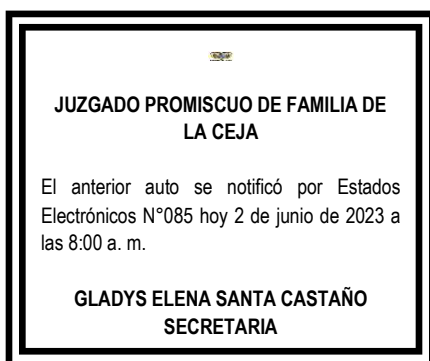 JUZGADO PROMISCUO DE FAMILIA DE
LA CEJA
El anterior auto se notificó por Estados
Electrónicos N°085 hoy 2 de junio de 2023 a
las 8:00 a. m.
GLADYS ELENA SANTA CASTAÑO
SECRETARIA